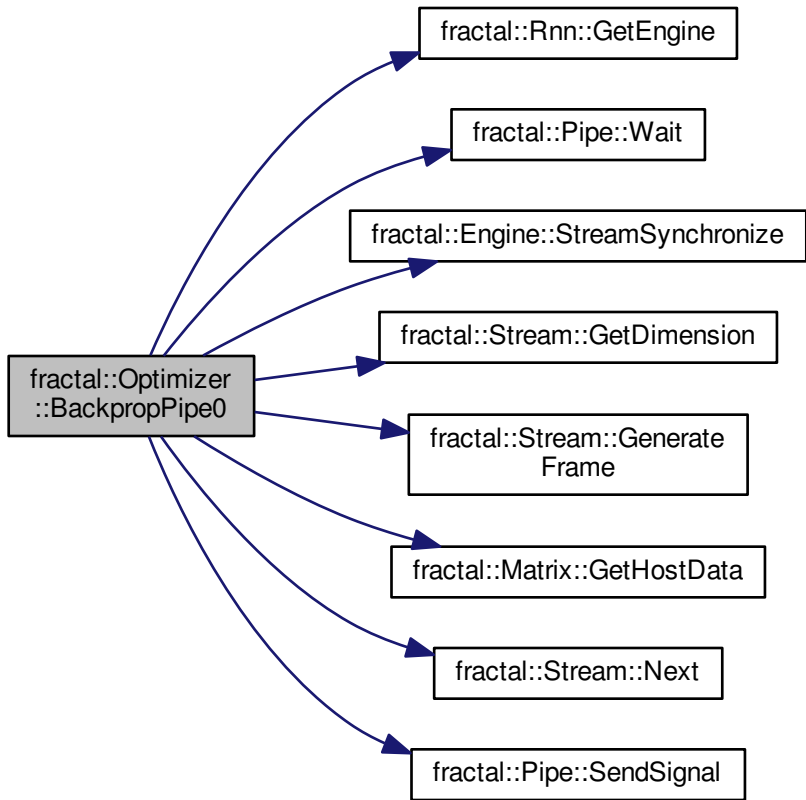 fractal::Rnn::GetEngine
fractal::Pipe::Wait
fractal::Engine::StreamSynchronize
fractal::Stream::GetDimension
fractal::Optimizer
::BackpropPipe0
fractal::Stream::Generate
Frame
fractal::Matrix::GetHostData
fractal::Stream::Next
fractal::Pipe::SendSignal